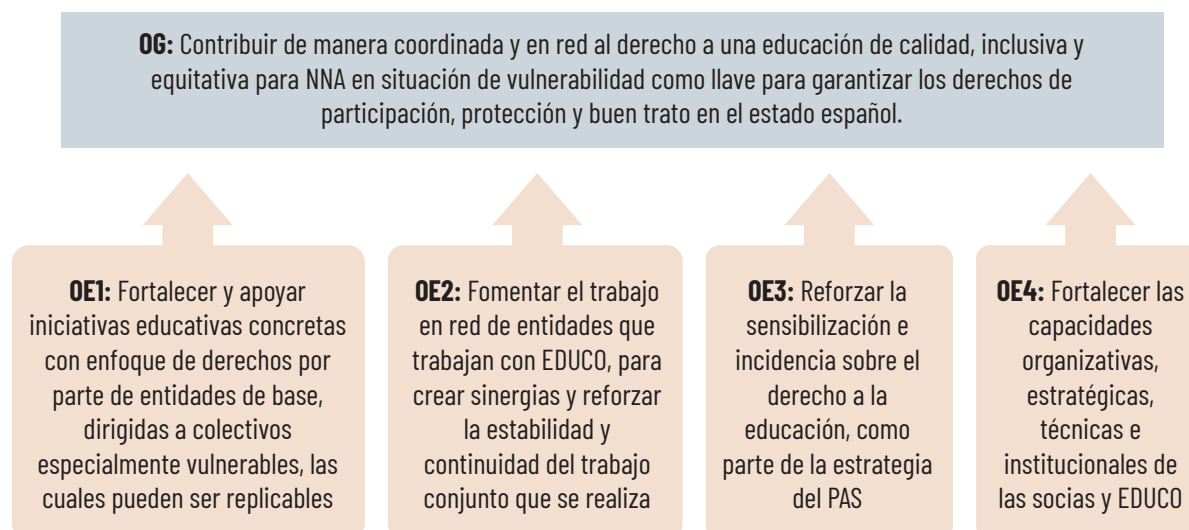 OG: Contribuir de manera coordinada y en red al derecho a una educación de calidad, inclusiva y
equitativa para NNA en situación de vulnerabilidad como llave para garantizar los derechos de
participación, protección y buen trato en el estado español.
OE1: Fortalecer y apoyar
iniciativas educativas concretas
con enfoque de derechos por
parte de entidades de base,
dirigidas a colectivos
especialmente vulnerables, las
cuales pueden ser replicables
OE2: Fomentar el trabajo
en red de entidades que
trabajan con EDUCO, para
crear sinergias y reforzar
la estabilidad y
continuidad del trabajo
conjunto que se realiza
OE3: Reforzar la
sensibilización e
incidencia sobre el
derecho a la
educación, como
parte de la estrategia
del PAS
OE4: Fortalecer las
capacidades
organizativas,
estratégicas,
técnicas e
institucionales de
las socias y EDUCO